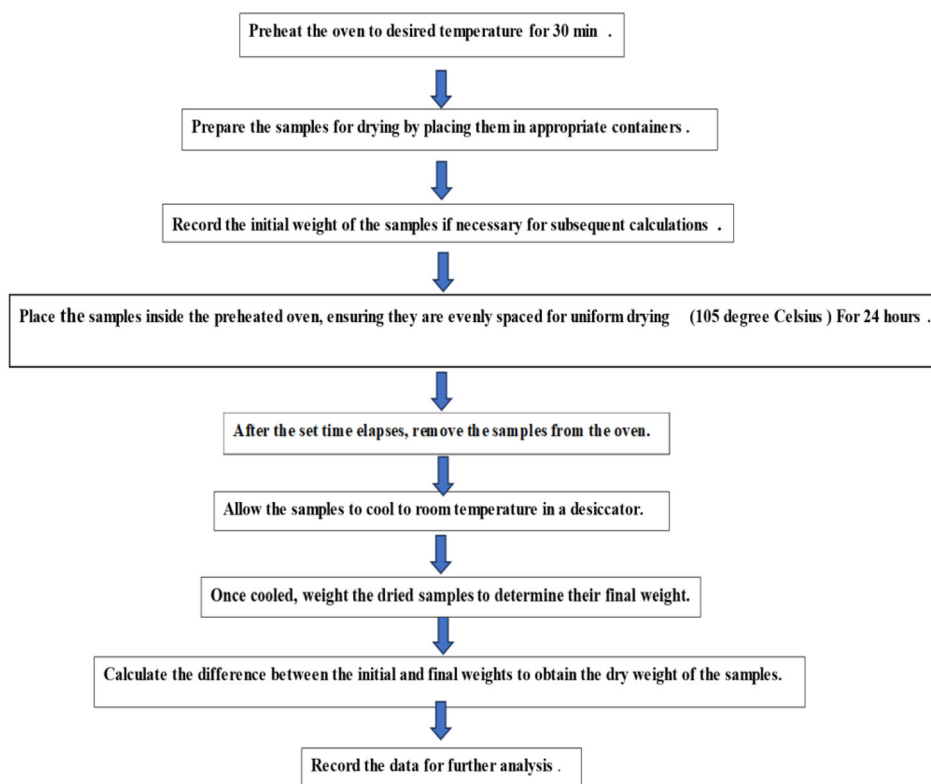 Preheat the oven to desired temperature for 30 min .
Prepare the samples for drying by placing them in appropriate containers .
Record the initial weight of the samples if necessary for subsequent calculations .
Place the samples inside the preheated oven, ensuring they are evenly spaced for uniform drying (105 degree Celsius ) For 24 hours .
After the set time elapses, remove the samples from the oven.
Allow the samples to cool to room temperature in a desiccator.
Once cooled, weight the dried samples to determine their final weight.
Calculate the difference between the initial and final weights to obtain the dry weight of the samples.
Record the data for further analysis .